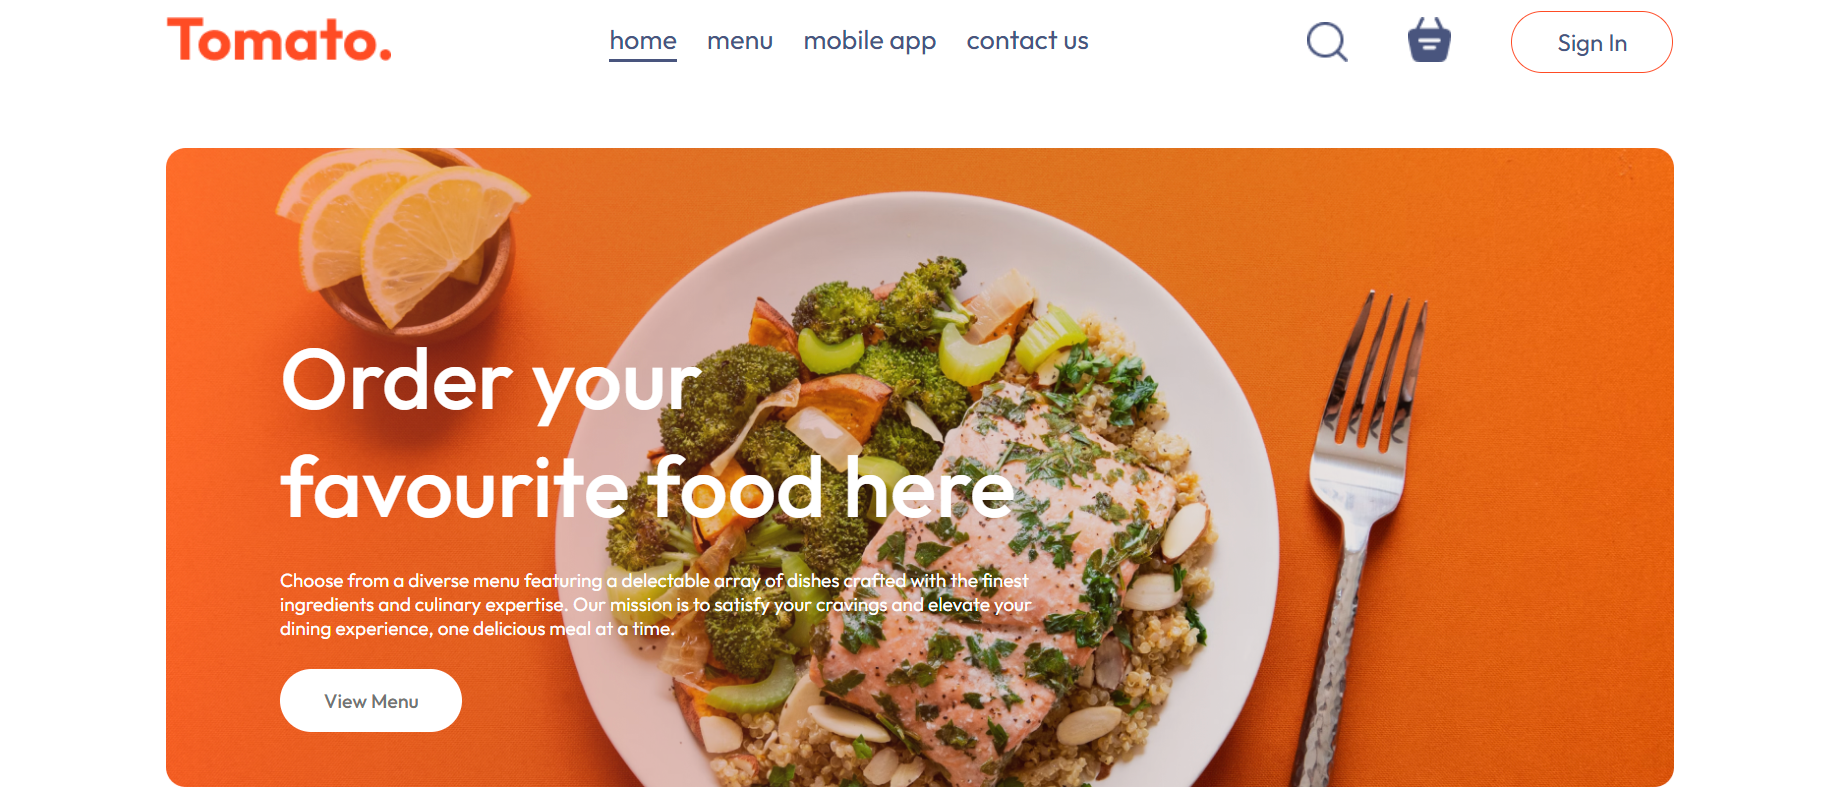 Tomato.
home menu mobile app contact us
Sign In
Order your
favourite food here
Choose from a diverse menu featuring a delectable array of dishes crafted with the finest
ingredients and culinary expertise. Our mission is to satisfy your cravings and elevate your
dining experience, one delicious meal at a time.
View Menu